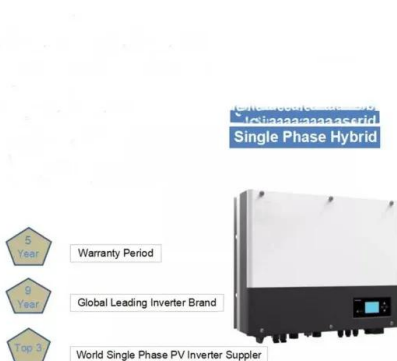 Single Phase Hybrid
5
Year
Warranty Period
9
Year
Global Leading Inverter Brand
Top 3
World Single Phase PV Inverter Suppler